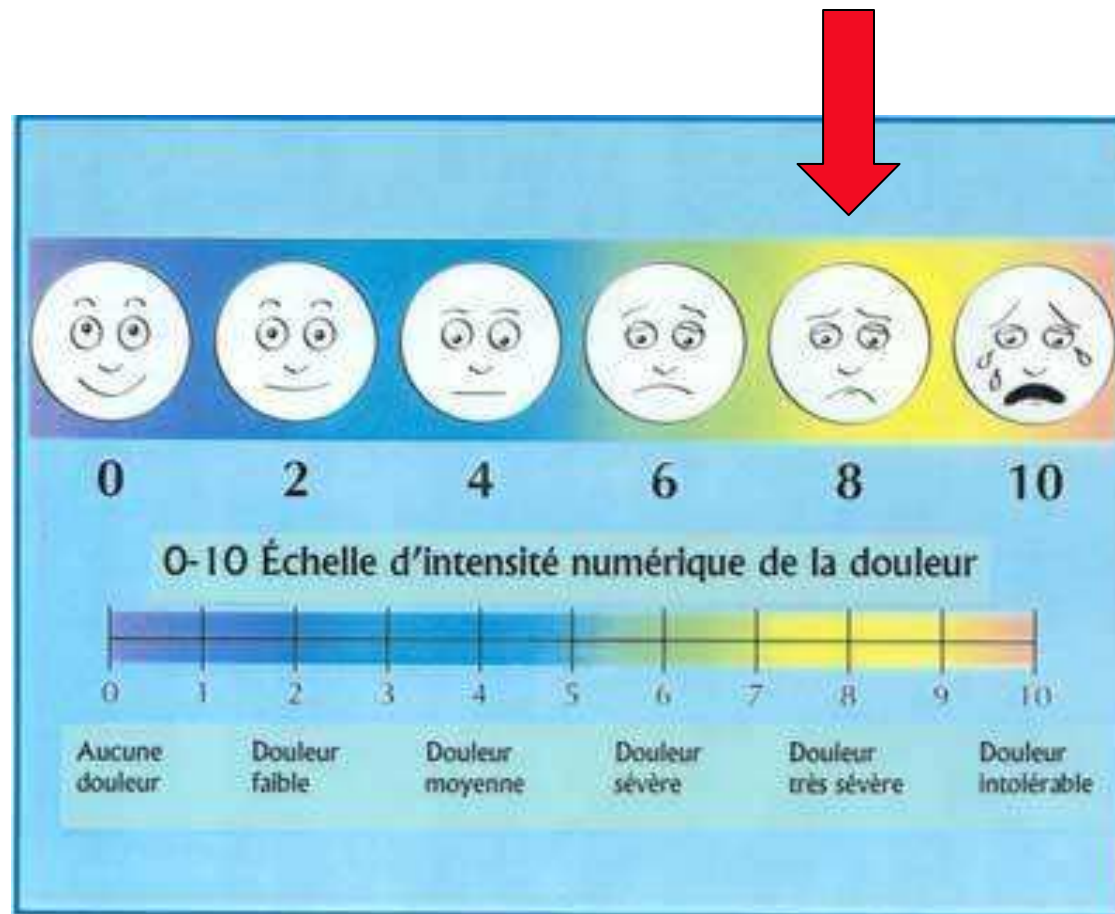 0 2 4 6 8 10
0-10 Échelle d'intensité numérique de la douleur
0 1 2 3 4 5 6 7 8 9 10
Aucune douleur
Douleur faible
Douleur moyenne
Douleur sévère
Douleur très sévère
Douleur intolérable